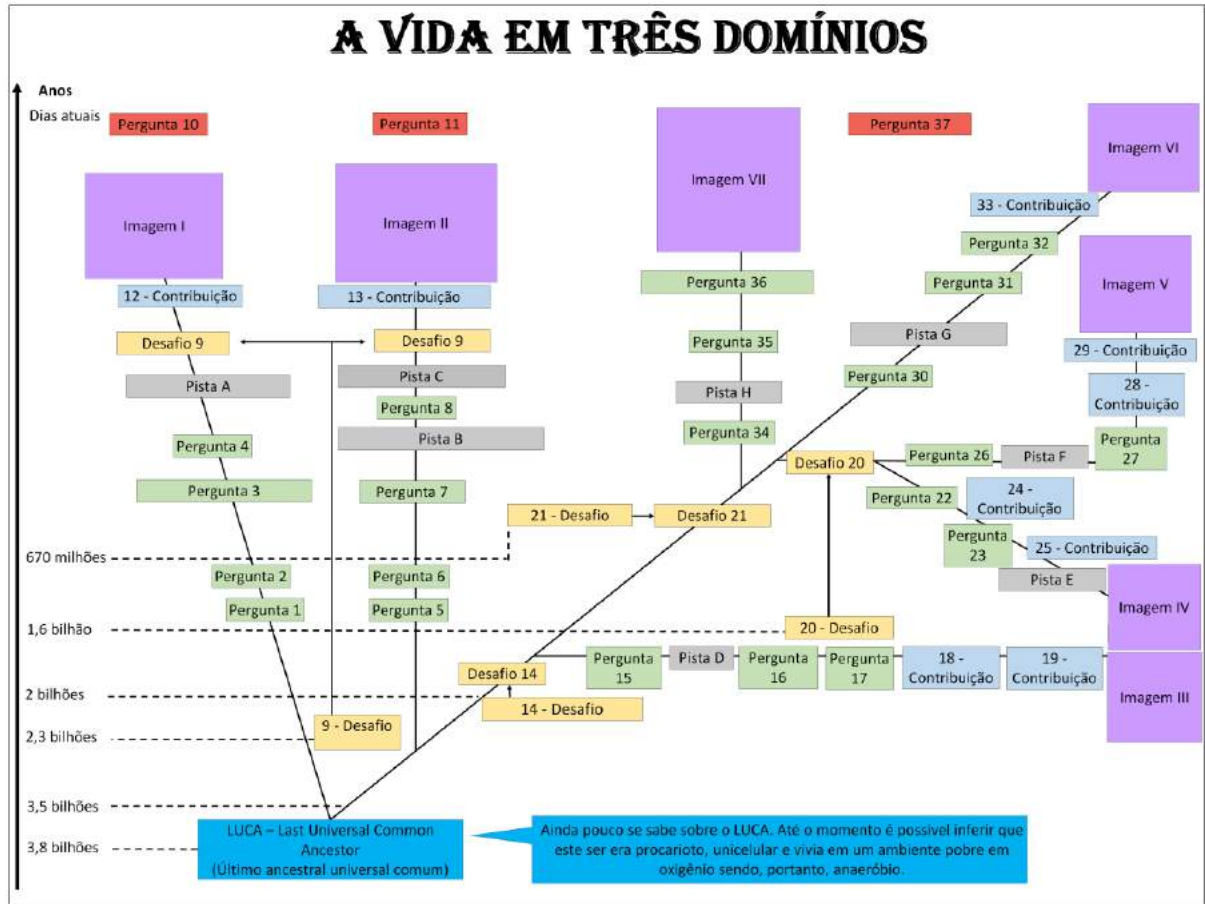 A VIDA EM TRÊS DOMÍNIOS
Anos
Dias atuais
Pergunta 10
Pergunta 11
Pergunta 37
Imagem I
Imagem II
Imagem VII
Imagem VI
33 - Contribuição
Pergunta 32
Pergunta 31
Imagem V
12 - Contribuição
13 - Contribuição
Pergunta 36
Desafio 9
Desafio 9
Pergunta 35
Pista G
29 - Contribuição
Pista A
Pista C
Pista H
Pergunta 30
28 -
Contribuição
Pergunta 8
Pergunta 4
Pista B
Pergunta 34
Desafio 20
Pergunta 26
Pista F
Pergunta
27
Pergunta 3
Pergunta 7
Pergunta 22
24 -
Contribuição
21 - Desafio
Desafio 21
Pergunta
23
25 - Contribuição
670 milhões
Pergunta 2
Pergunta 6
Pista E
Pergunta 1
Pergunta 5
Imagem IV
1,6 bilhão
20 - Desafio
Desafio 14
Pergunta
15
Pista D
Pergunta
16
Pergunta
17
18 -
Contribuição
19 -
Contribuição
Imagem III
2 bilhões
14 - Desafio
9 - Desafio
2,3 bilhões
3,5 bilhões
3,8 bilhões
LUCA – Last Universal Common
Ancestor
(Último ancestral universal comum)
Ainda pouco se sabe sobre o LUCA. Até o momento é possível inferir que
este ser era procarioto, unicelular e vivia em um ambiente pobre em
oxigênio sendo, portanto, anaeróbio.